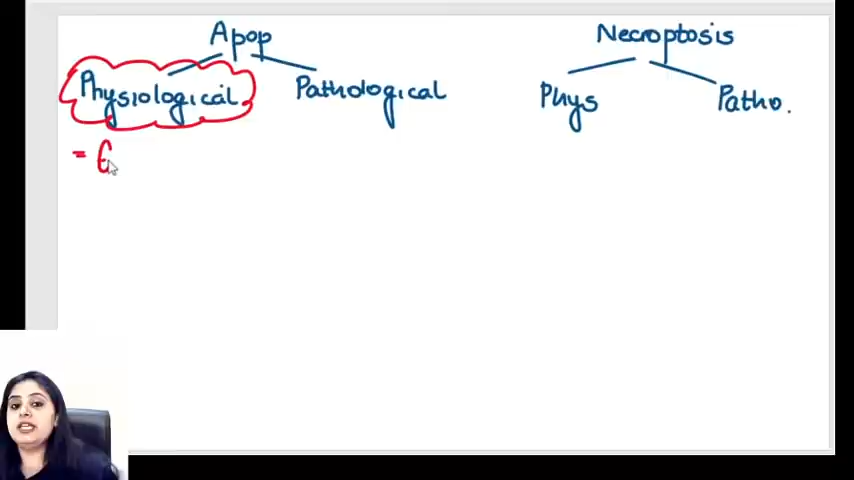 Apop
Necroptosis
Physiological
Pathological
Phys
Patho.
= E